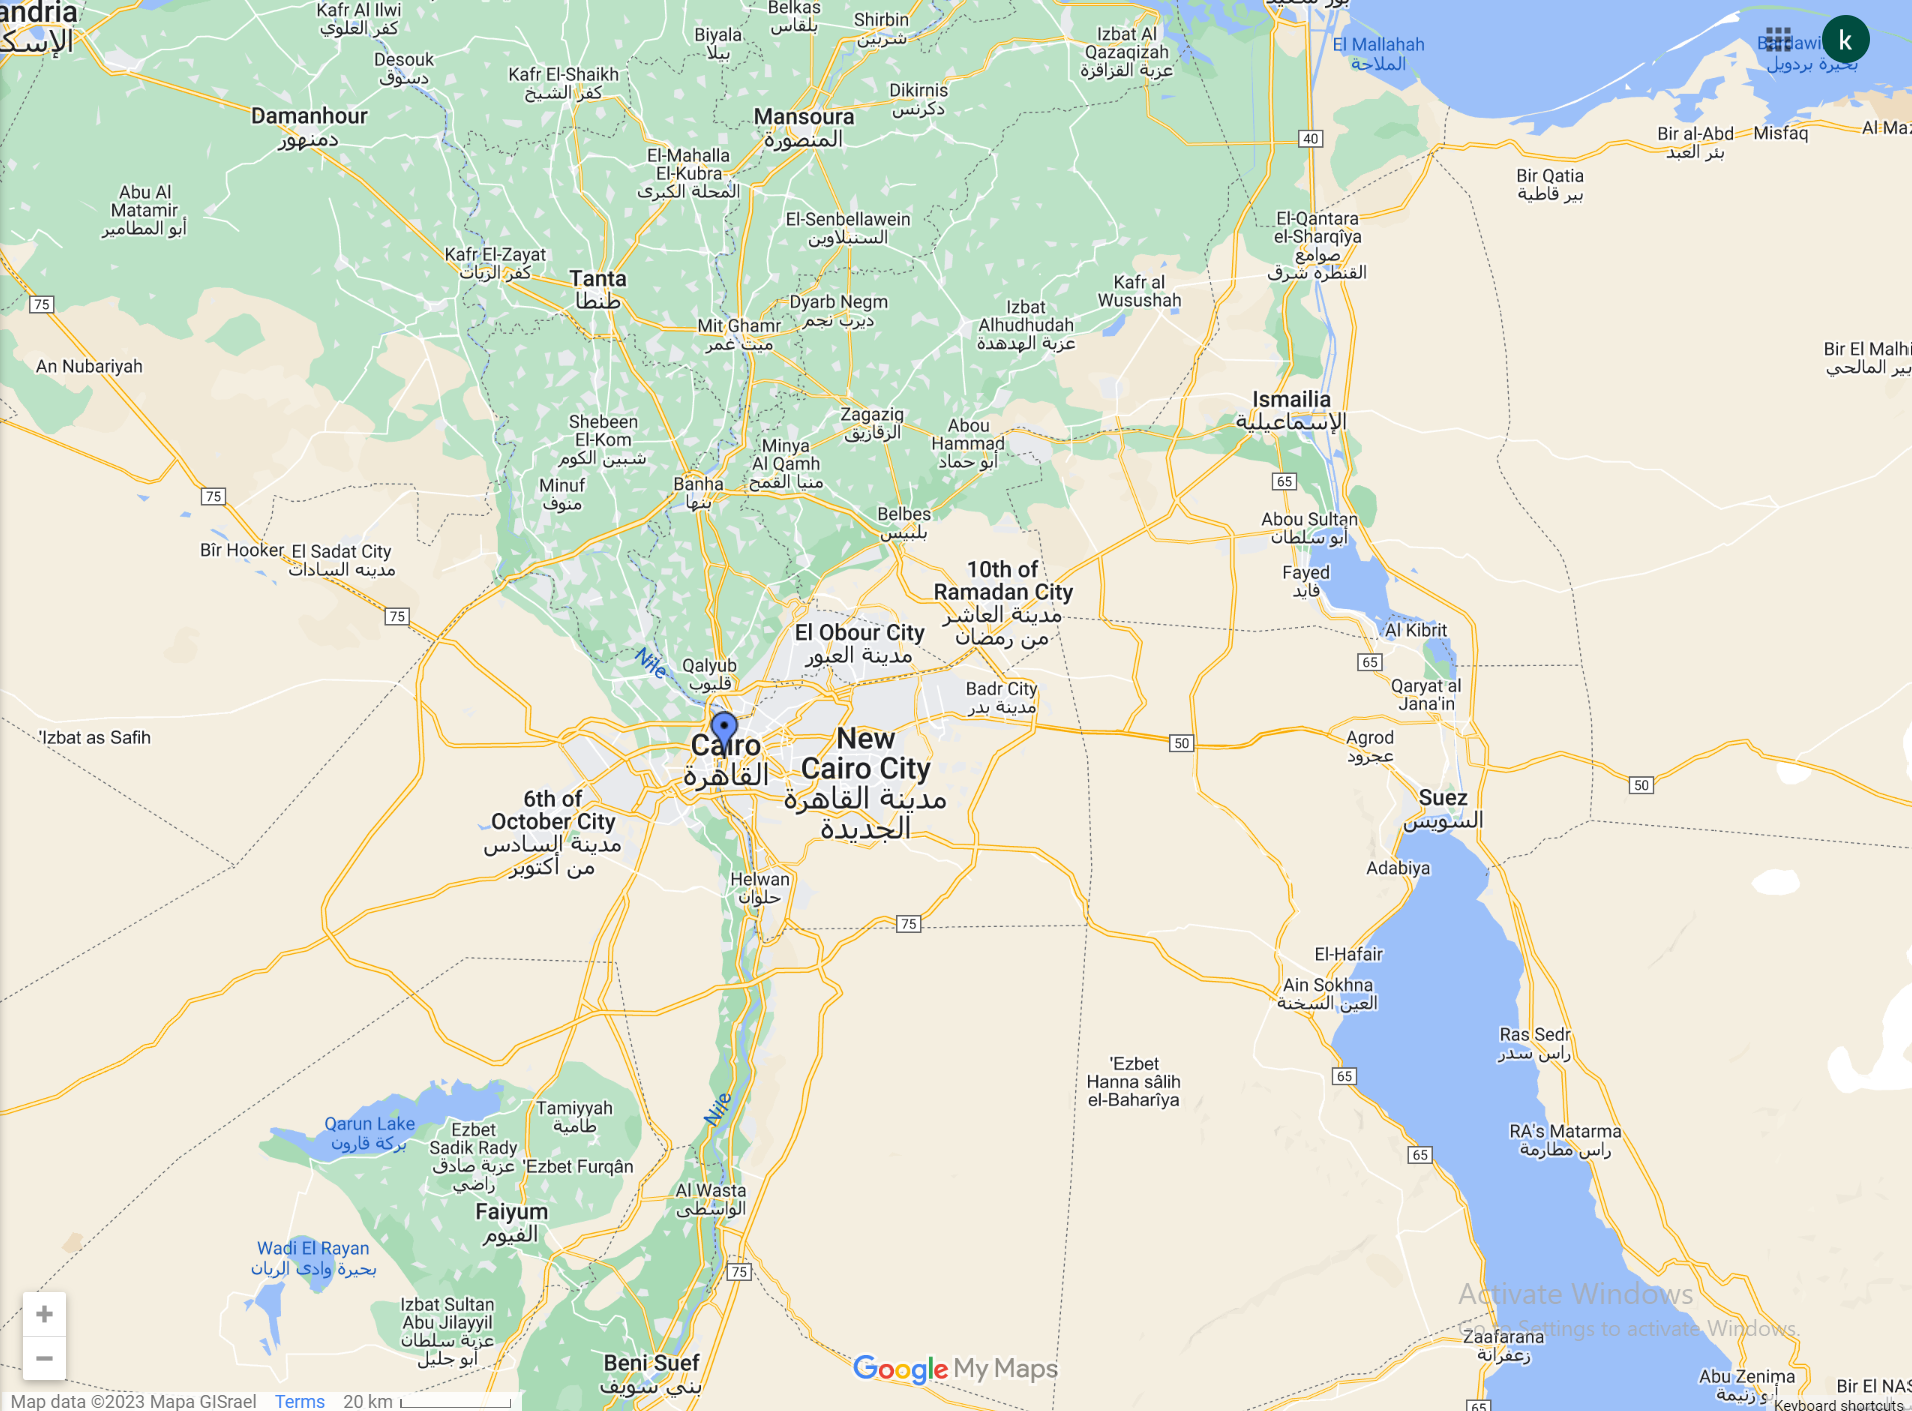 andria
الإسك
Kafr Al Ilwi
كفر العلوي
Belkas
بلقاس
Shirbin
شربين
Biyala
بيلا
Izbat Al
Qazaqizah
عزبة القزاقزة
El Mallahah
الملاحة
بحيرة بردويل
k
Desouk
دسوق
Kafr El-Shaikh
كفر الشيخ
Dikirnis
دكرنس
Damanhour
دمنهور
Mansoura
المنصورة
40
Bir al-Abd
بئر العبد
Misfaq
Al Maz
El-Mahalla
El-Kubra
المحلة الكبرى
Bir Qatia
بير قاطية
Abu Al
Matamir
أبو المطامير
El-Senbellawein
السنبلاوين
El-Qantara
el-Sharqîya
صوامع
القنطره شرق
Kafr El-Zayat
كفر الزيات
Tanta
طنطا
Kafr al
Wusushah
75
Dyarb Negm
ديرب نجم
Izbat
Alhudhudah
عزبة الهدهدة
Mit Ghamr
ميت غمر
An Nubariyah
Bir El Malhi
بير المالحي
Ismailia
الإسماعيلية
Zagazig
الزقازيق
Shebeen
El-Kom
شبين الكوم
Abou
Hammad
أبو حماد
Minya
Al Qamh
منيا القمح
Banha
بنها
Minuf
منوف
65
75
Belbes
بلبيس
Abou Sultan
أبو سلطان
Bîr Hooker
El Sadat City
مدينه السادات
10th of
Ramadan City
مدينة العاشر
من رمضان
Fayed
فايد
75
El Obour City
مدينة العبور
Al Kibrit
65
Nile
Qalyub
قليوب
Badr City
مدينة بدر
Qaryat al
Jana'in
'Izbat as Safih
Cairo
القاهرة
New
Cairo City
مدينة القاهرة
الجديدة
50
Agrod
عجرود
50
6th of
October City
مدينة السادس
من أكتوبر
Suez
السويس
Adabiya
Helwan
حلوان
75
El-Hafair
Ain Sokhna
العين السخنة
Ras Sedr
راس سدر
'Ezbet
Hanna sâlih
el-Baharîya
65
Nile
Tamiyyah
طامية
Qarun Lake
بركة قارون
Ezbet
Sadik Rady
عزبة صادق
راضي
'Ezbet Furqân
RA's Matarma
راس مطارمة
65
Al Wasta
الواسطى
Faiyum
الفيوم
Wadi El Rayan
بحيرة وادى الريان
75
Izbat Sultan
Abu Jilayyil
عزبة سلطان
أبو جليل
Activate Windows
Go to Settings to activate Windows.
Zaafarana
زعفرانة
Beni Suef
بني سويف
Google My Maps
Abu Zenima
أبو زنيمة
Bir El NAS
65
Map data ©2023 Mapa GISrael
Terms
20 km
Keyboard shortcuts